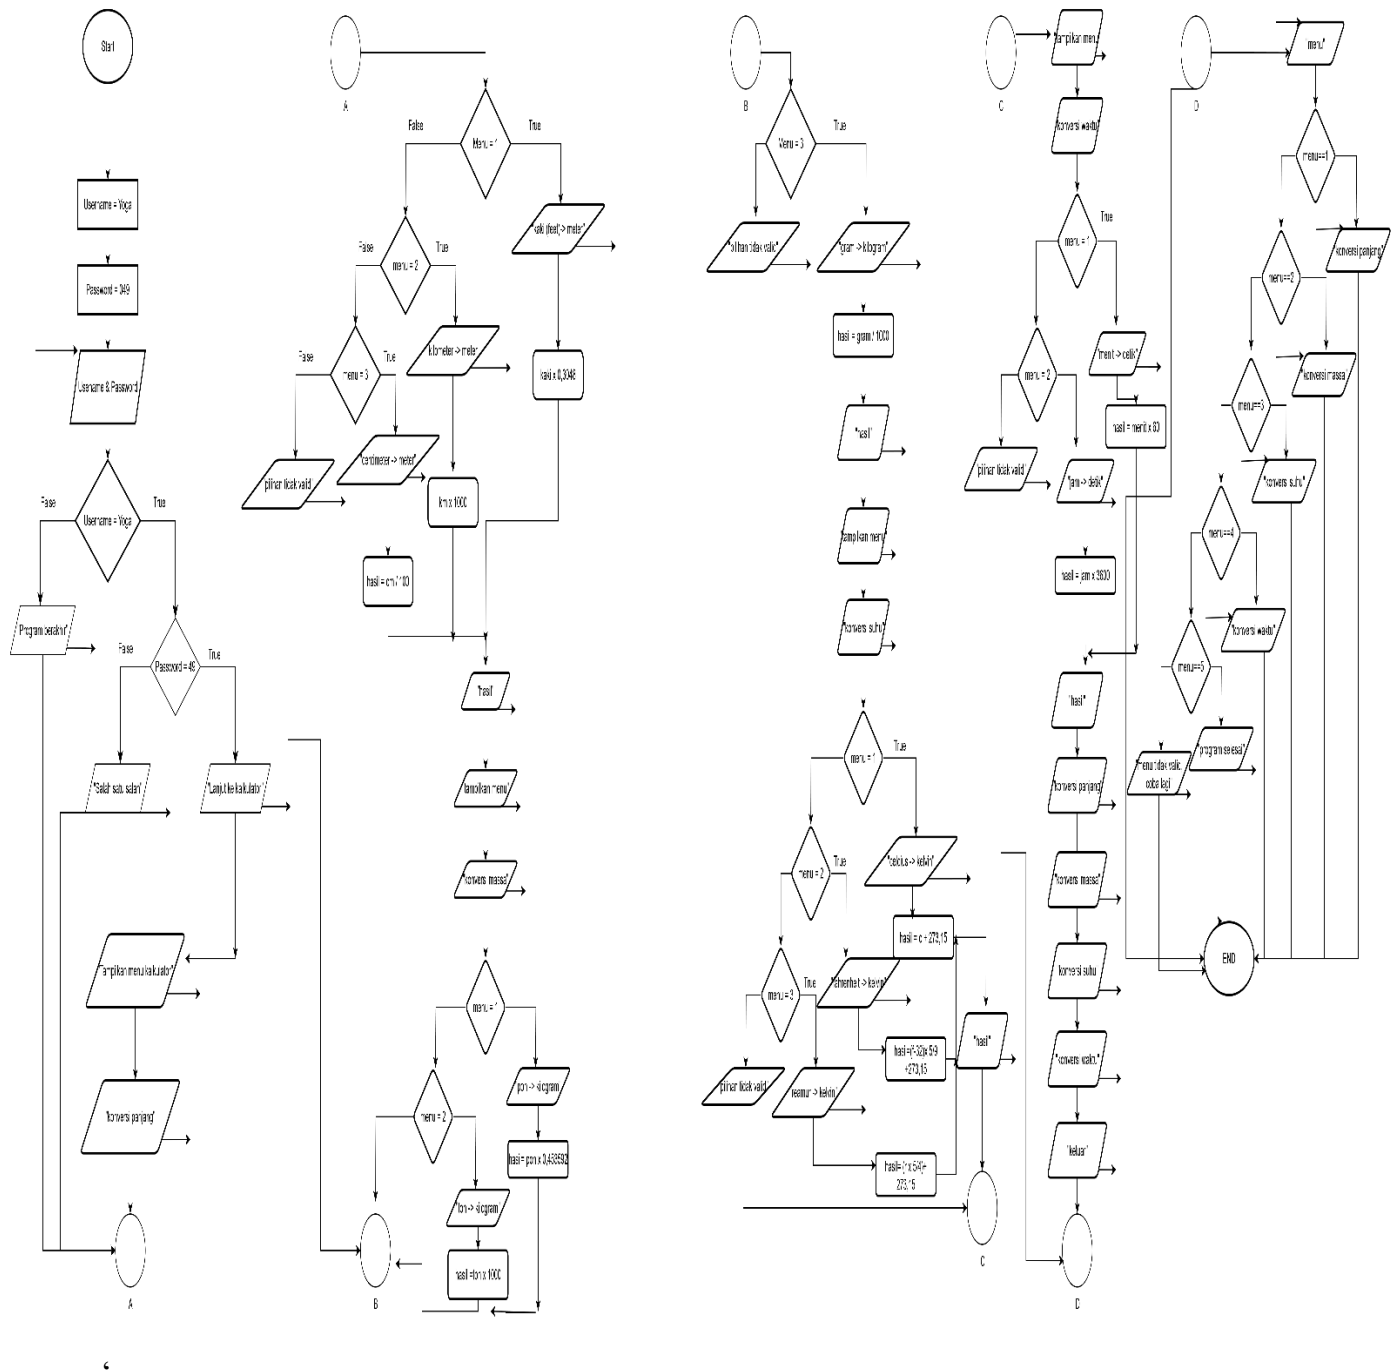 Start
Username = Yoga
Password = 349
Username & Password
False
True
Username = Yoga
"Program berakhir"
False
True
Password = 49
"Salah satu salah"
"Lanjut ke kalkulator"
"Tampilkan menu kalkulator"
"konversi panjang"
A
A
False
True
Menu = 1
"kaki (feet) -> meter"
False
True
menu = 2
kilometer -> meter
kaki x 0,3048
False
True
menu = 3
"centimeter -> meter"
"pilihan tidak valid
km x 1000
hasil = cm / 100
"hasil"
"tampilkan menu"
"konversi massa"
menu = 1
"pon -> kilogram
menu = 2
hasil = pon x 0,453592
"ton -> kilogram
hasil =ton x 1000
B
B
True
Menu = 3
"pilihan tidak valid"
"gram -> kilogram"
hasil = gram / 1000
"hasil"
"tampilkan menu"
"konversi suhu"
True
menu = 1
"celcius -> kelvin"
True
menu = 2
hasil = c + 273,15
"fahrenheit -> kelvin"
True
menu = 3
"hasil"
hasil=(f-32)x 5/9
+273,15
"pilihan tidak valid"
"reamur -> kelvin"
hasil= (r x 5/4)+
273,15
C
C
"tampilkan menu"
"konversi waktu"
True
menu = 1
"menit -> detik"
menu = 2
hasil = menit x 60
"pilihan tidak valid"
"jam -> detik"
hasil = jam x 3600
"hasil"
"konversi panjang"
"konversi massa"
konversi suhu
"konversi waktu"
"keluar"
D
D
"menu"
menu==1
"konversi panjang"
menu==2
"konversi massa"
menu==3
"konversi suhu"
menu==4
"konversi waktu"
menu==5
"program selesai"
"menu tidak valid,
coba lagi
END